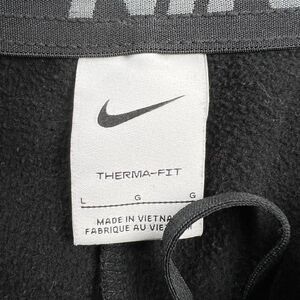 THERMA-FIT
L G G
MADE IN VIETNAM
FABRIQUE AU VIETNAM